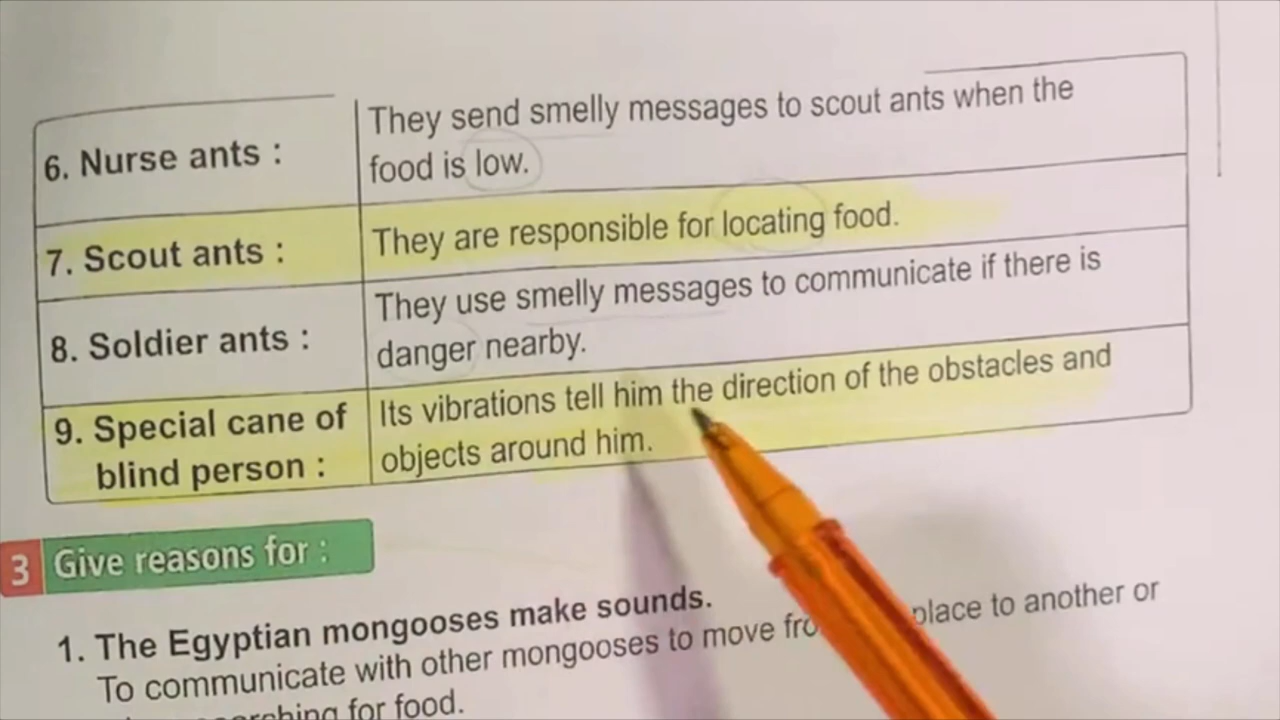 6. Nurse ants :
They send smelly messages to scout ants when the
food is low.
7. Scout ants :
They are responsible for locating food.
8. Soldier ants :
They use smelly messages to communicate if there is
danger nearby.
9. Special cane of
blind person :
Its vibrations tell him the direction of the obstacles and
objects around him.
3 Give reasons for :
1. The Egyptian mongooses make sounds.
To communicate with other mongooses to move place to another or
for food.